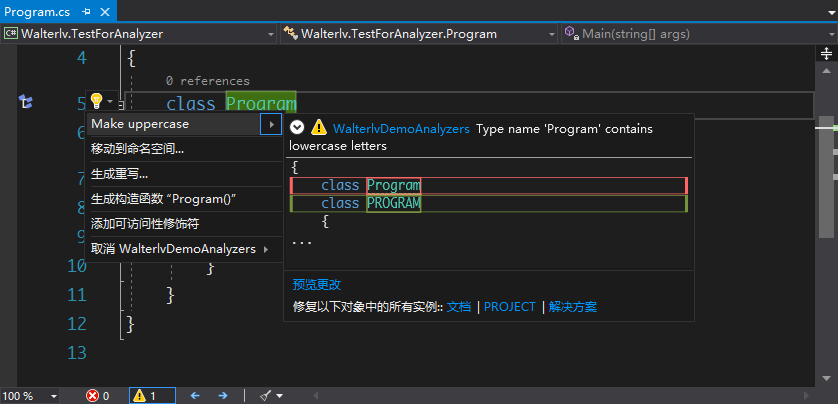 Program.cs
Walterlv.TestForAnalyzer
Walterlv.TestForAnalyzer.Program
Main(string[] args)
4 {
0 references
5 class Program
Make uppercase
移动到命名空间...
生成重写...
生成构造函数 “Program()”
添加可访问性修饰符
取消 WalterlvDemoAnalyzers
WalterlvDemoAnalyzers Type name 'Program' contains
lowercase letters
{
class Program
class PROGRAM
{
...
预览更改
修复以下对象中的所有实例:: 文档 | PROJECT | 解决方案
6
7
8
9
10 }
11 }
12 }
13
100 %
0
1